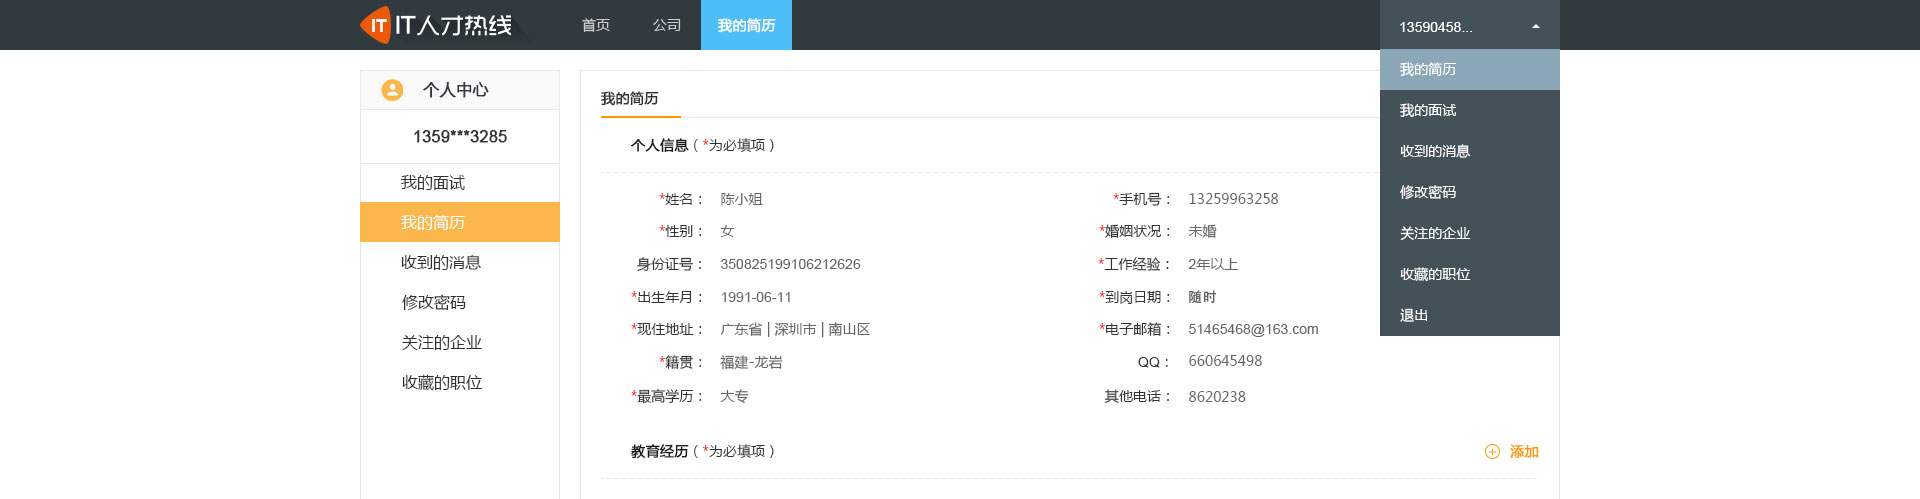 IT IT人才热线 首页 公司 我的简历 13590458...
个人中心
1359***3285
我的面试
我的简历
收到的消息
修改密码
关注的企业
收藏的职位
我的简历
个人信息（*为必填项）
*姓名： 陈小姐 *手机号： 13259963258
*性别： 女 *婚姻状况： 未婚
身份证号： 350825199106212626 *工作经验： 2年以上
*出生年月： 1991-06-11 *到岗日期： 随时
*现住地址： 广东省 | 深圳市 | 南山区 *电子邮箱： 51465468@163.com
*籍贯： 福建-龙岩 QQ： 660645498
*最高学历： 大专 其他电话： 8620238
教育经历（*为必填项） 添加
我的简历
我的面试
收到的消息
修改密码
关注的企业
收藏的职位
退出